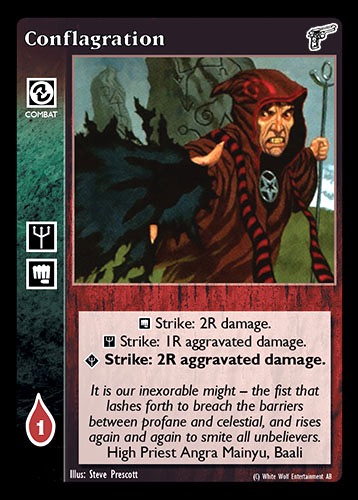 Conflagration
COMBAT
Strike: 2R damage.
Strike: 1R aggravated damage.
Strike: 2R aggravated damage.
It is our inexorable might – the fist that
lashes forth to breach the barriers
between profane and celestial, and rises
again and again to smite all unbelievers.
High Priest Angra Mainyu, Baali
1
Illus: Steve Prescott
(C) White Wolf Entertainment AB